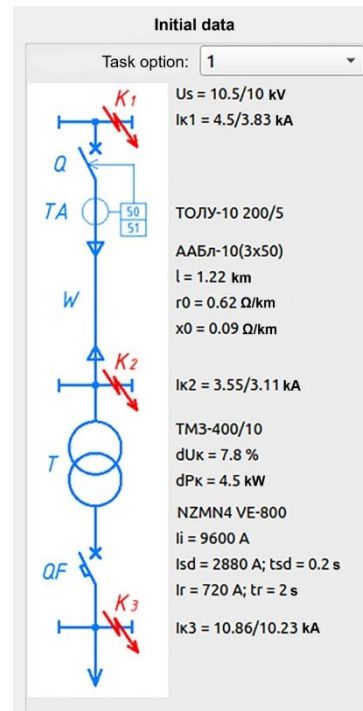 Initial data
Task option: 1
K1
Us = 10.5/10 kV
Iк1 = 4.5/3.83 kA
Q
TA
50
51
ТОЛУ-10 200/5
ААБл-10(3x50)
l = 1.22 km
W
r0 = 0.62 Ω/km
x0 = 0.09 Ω/km
K2
Iк2 = 3.55/3.11 kA
ТМЗ-400/10
T
dUк = 7.8 %
dPк = 4.5 kW
NZMN4 VE-800
Ii = 9600 A
QF
Isd = 2880 A; tsd = 0.2 s
Ir = 720 A; tr = 2 s
K3
Iк3 = 10.86/10.23 kA